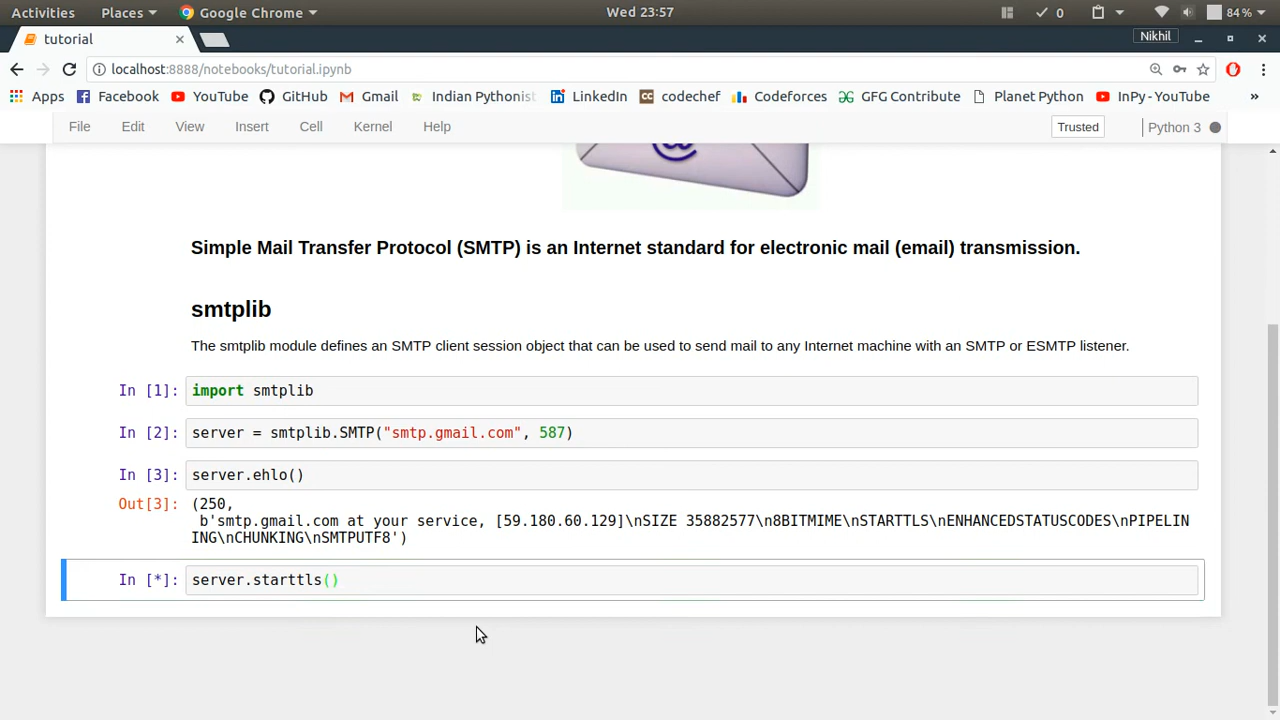 Activities Places Google Chrome Wed 23:57 0 84%
tutorial Nikhil
localhost:8888/notebooks/tutorial.ipynb
Apps Facebook YouTube GitHub Gmail Indian Pythonist LinkedIn codechef Codeforces GFG Contribute Planet Python InPy - YouTube »
File Edit View Insert Cell Kernel Help Trusted Python 3
@
Simple Mail Transfer Protocol (SMTP) is an Internet standard for electronic mail (email) transmission.
smtplib
The smtplib module defines an SMTP client session object that can be used to send mail to any Internet machine with an SMTP or ESMTP listener.
In [1]: import smtplib
In [2]: server = smtplib.SMTP("smtp.gmail.com", 587)
In [3]: server.ehlo()
Out[3]: (250,
b'smtp.gmail.com at your service, [59.180.60.129]\nSIZE 35882577\n8BITMIME\nSTARTTLS\nENHANCEDSTATUSCODES\nPIPELIN
ING\nCHUNKING\nSMTPUTF8')
In [*]: server.starttls()